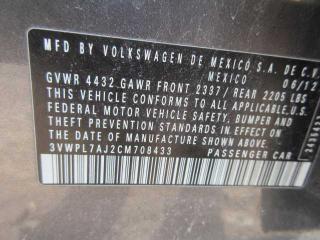 MFD BY VOLKSWAGEN DE MEXICO S.A. DE C.V.
MEXICO 06/12
GVWR 4432.GAWR FRONT 2337/ REAR 2205 LBS
THIS VEHICLE CONFORMS TO ALL APPLICABLE U.S.
FEDERAL MOTOR VEHICLE SAFETY, BUMPER, AND
THEFT PREVENTION STANDARDS IN EFFECT ON THE
DATE OF MANUFACTURE SHOWN ABOVE.
3VWPL7AJ2CM708433 PASSENGER CAR